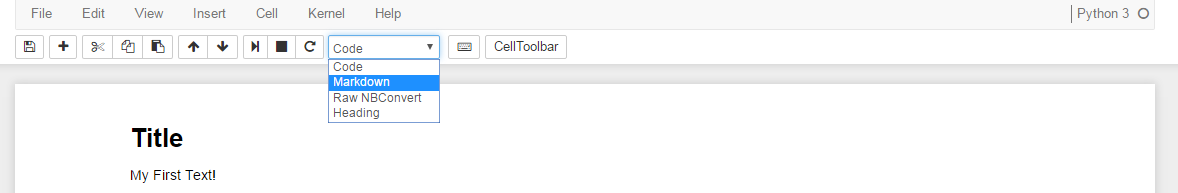 File Edit View Insert Cell Kernel Help Python 3
Code CellToolbar
Code
Markdown
Raw NBConvert
Heading
Title
My First Text!